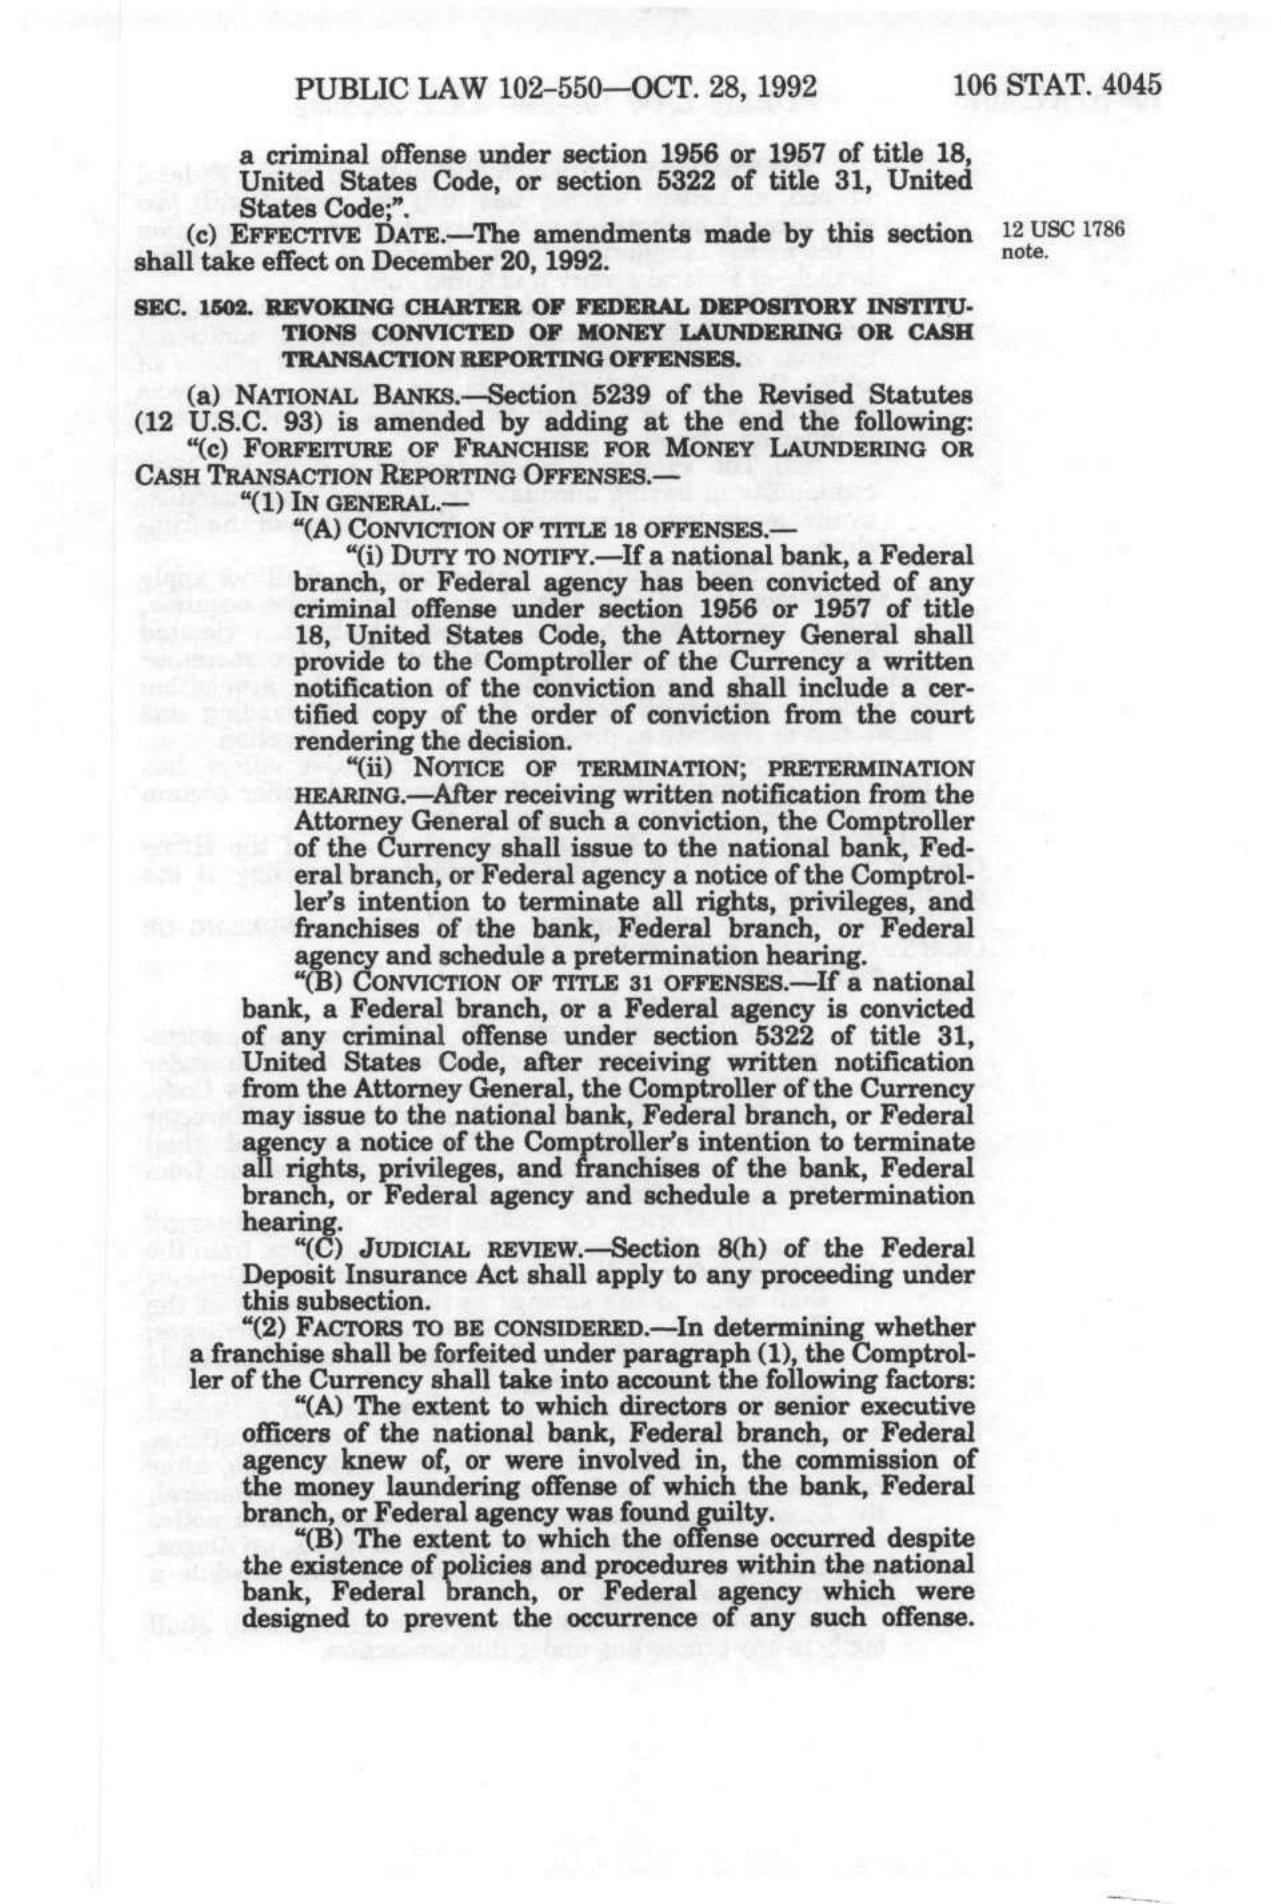 PUBLIC LAW 102–550—OCT. 28, 1992 106 STAT. 4045
a criminal offense under section 1956 or 1957 of title 18,
United States Code, or section 5322 of title 31, United
States Code;”.
(c) EFFECTIVE DATE.—The amendments made by this section
shall take effect on December 20, 1992.
12 USC 1786
note.
SEC. 1502. REVOKING CHARTER OF FEDERAL DEPOSITORY INSTITU-
TIONS CONVICTED OF MONEY LAUNDERING OR CASH
TRANSACTION REPORTING OFFENSES.
(a) NATIONAL BANKS.—Section 5239 of the Revised Statutes
(12 U.S.C. 93) is amended by adding at the end the following:
“(c) FORFEITURE OF FRANCHISE FOR MONEY LAUNDERING OR
CASH TRANSACTION REPORTING OFFENSES.—
“(1) IN GENERAL.—
“(A) CONVICTION OF TITLE 18 OFFENSES.—
“(i) DUTY TO NOTIFY.—If a national bank, a Federal
branch, or Federal agency has been convicted of any
criminal offense under section 1956 or 1957 of title
18, United States Code, the Attorney General shall
provide to the Comptroller of the Currency a written
notification of the conviction and shall include a cer-
tified copy of the order of conviction from the court
rendering the decision.
“(ii) NOTICE OF TERMINATION; PRETERMINATION
HEARING.—After receiving written notification from the
Attorney General of such a conviction, the Comptroller
of the Currency shall issue to the national bank, Fed-
eral branch, or Federal agency a notice of the Comptrol-
ler’s intention to terminate all rights, privileges, and
franchises of the bank, Federal branch, or Federal
agency and schedule a pretermination hearing.
“(B) CONVICTION OF TITLE 31 OFFENSES.—If a national
bank, a Federal branch, or a Federal agency is convicted
of any criminal offense under section 5322 of title 31,
United States Code, after receiving written notification
from the Attorney General, the Comptroller of the Currency
may issue to the national bank, Federal branch, or Federal
agency a notice of the Comptroller’s intention to terminate
all rights, privileges, and franchises of the bank, Federal
branch, or Federal agency and schedule a pretermination
hearing.
“(C) JUDICIAL REVIEW.—Section 8(h) of the Federal
Deposit Insurance Act shall apply to any proceeding under
this subsection.
“(2) FACTORS TO BE CONSIDERED.—In determining whether
a franchise shall be forfeited under paragraph (1), the Comptrol-
ler of the Currency shall take into account the following factors:
“(A) The extent to which directors or senior executive
officers of the national bank, Federal branch, or Federal
agency knew of, or were involved in, the commission of
the money laundering offense of which the bank, Federal
branch, or Federal agency was found guilty.
“(B) The extent to which the offense occurred despite
the existence of policies and procedures within the national
bank, Federal branch, or Federal agency which were
designed to prevent the occurrence of any such offense.